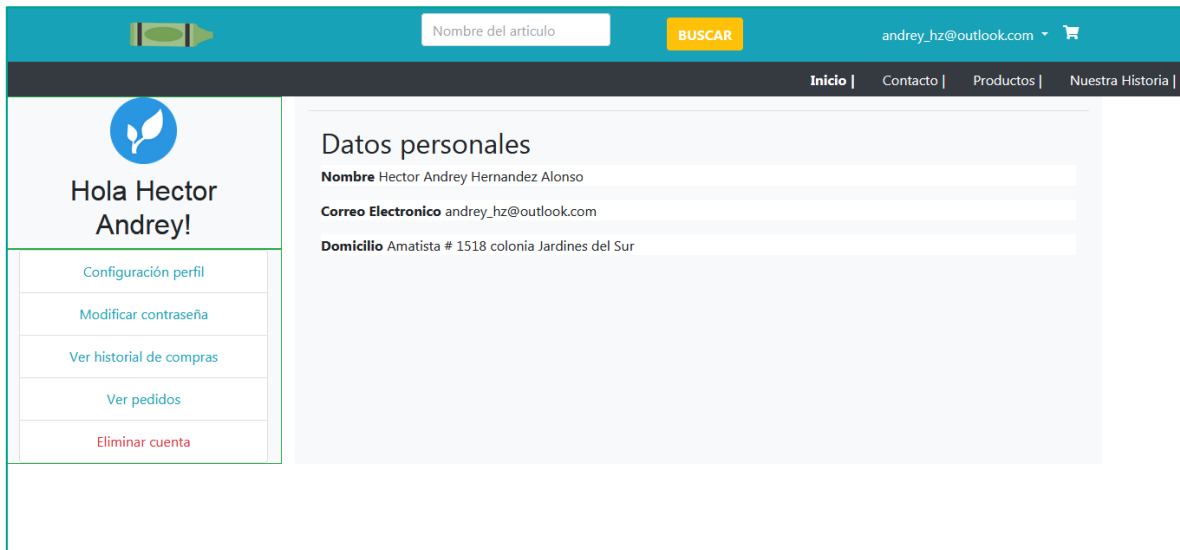 Nombre del articulo
BUSCAR
andrey_hz@outlook.com
Inicio | Contacto | Productos | Nuestra Historia |
Hola Hector
Andrey!
Configuración perfil
Modificar contraseña
Ver historial de compras
Ver pedidos
Eliminar cuenta
Datos personales
Nombre Hector Andrey Hernandez Alonso
Correo Electronico andrey_hz@outlook.com
Domicilio Amatista # 1518 colonia Jardines del Sur